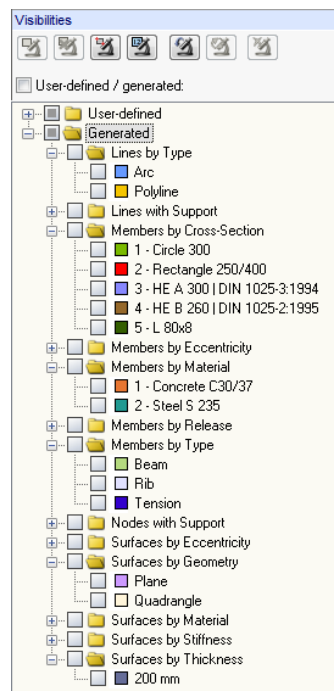 Visibilities
User-defined / generated:
User-defined
Generated
Lines by Type
Arc
Polyline
Lines with Support
Members by Cross-Section
1 - Circle 300
2 - Rectangle 250/400
3 - HE A 300 | DIN 1025-3:1994
4 - HE B 260 | DIN 1025-2:1995
5 - L 80x8
Members by Eccentricity
Members by Material
1 - Concrete C30/37
2 - Steel S 235
Members by Release
Members by Type
Beam
Rib
Tension
Nodes with Support
Surfaces by Eccentricity
Surfaces by Geometry
Plane
Quadrangle
Surfaces by Material
Surfaces by Stiffness
Surfaces by Thickness
200 mm